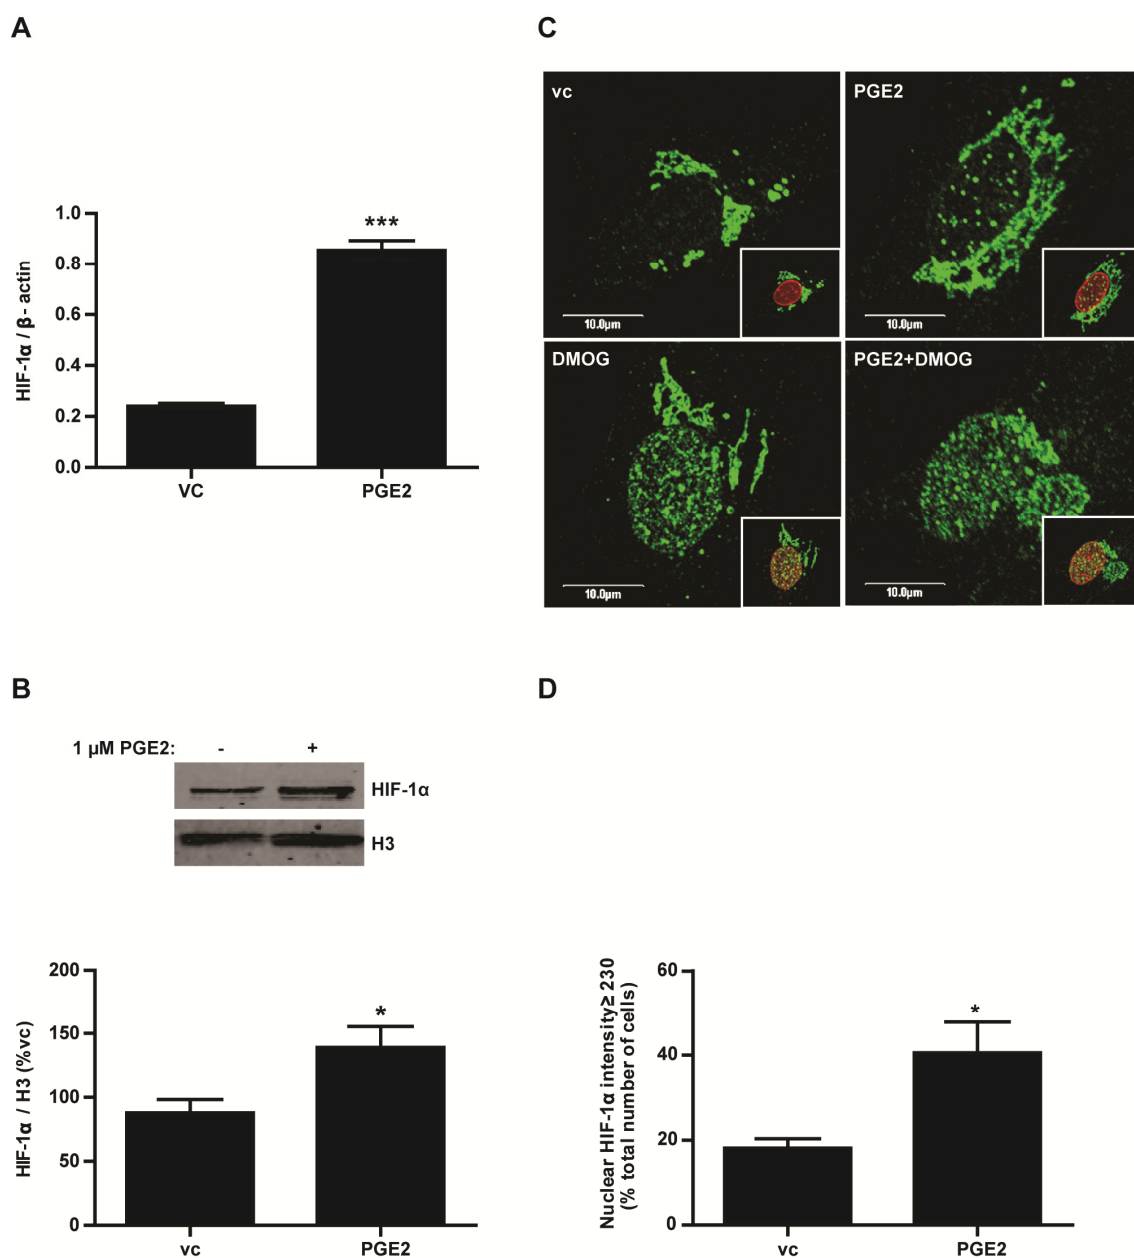 A
1.0
0.8
0.6
0.4
0.2
0.0
HIF-1α / β- actin
***
VC
PGE2
C
vc
10.0µm
PGE2
10.0µm
DMOG
10.0µm
PGE2+DMOG
10.0µm
B
1 µM PGE2: - +
HIF-1α
H3
200
150
100
50
0
HIF-1α / H3 (%vc)
*
vc
PGE2
D
60
40
20
0
Nuclear HIF-1α intensity≥ 230
(% total number of cells)
*
vc
PGE2